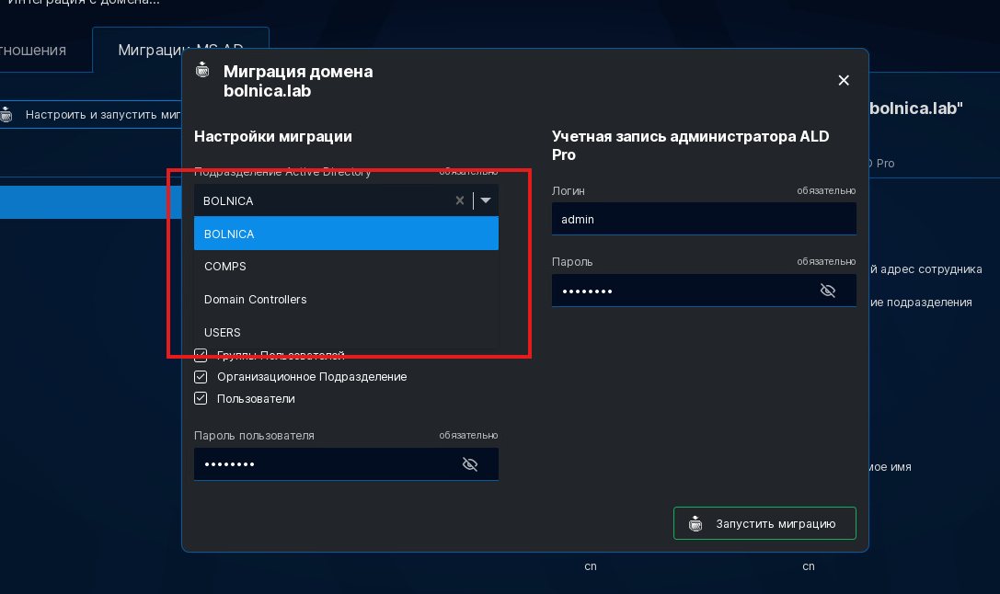 Интеграция с домена...
тношения
Миграции MS AD
Настроить и запустить миг
Миграция домена
bolnica.lab
bolnica.lab"
Настройки миграции
Подразделение Active Directory
обязательно
BOLNICA
BOLNICA
COMPS
Domain Controllers
USERS
Группы Пользователей
Организационное Подразделение
Пользователи
Пароль пользователя
обязательно
••••••••
Учетная запись администратора ALD
Pro
Логин
обязательно
admin
Пароль
обязательно
••••••••
Запустить миграцию
D Pro
й адрес сотрудника
ие подразделения
мое имя
cn
cn